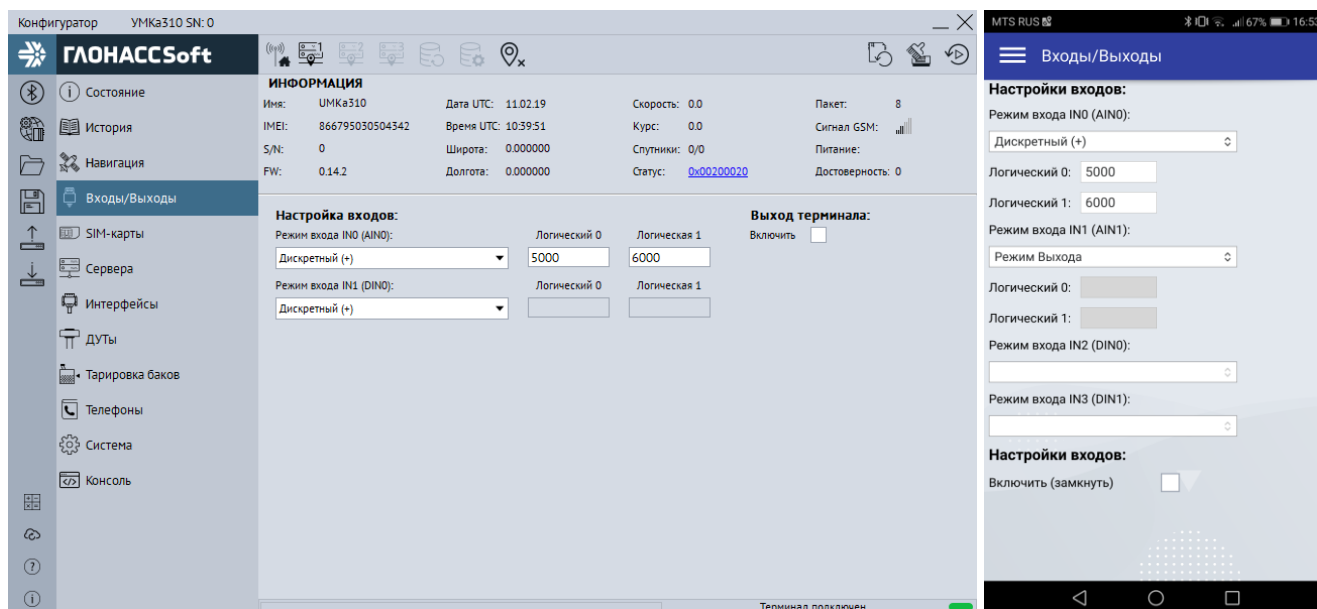 Конфигуратор УМКа310 SN: 0
ГЛОНАССSoft
Состояние
История
Навигация
Входы/Выходы
SIM-карты
Сервера
Интерфейсы
ДУТы
Тарировка баков
Телефоны
Система
Консоль
ИНФОРМАЦИЯ
Имя: UMKa310 Дата UTC: 11.02.19 Скорость: 0.0 Пакет: 8
IMEI: 866795030504342 Время UTC: 10:39:51 Курс: 0.0 Сигнал GSM:
S/N: 0 Широта: 0.000000 Спутники: 0/0 Питание:
FW: 0.14.2 Долгота: 0.000000 Статус: 0x00200020 Достоверность: 0
Настройка входов: Выход терминала:
Режим входа IN0 (AIN0): Логический 0 Логическая 1 Включить
Дискретный (+) 5000 6000
Режим входа IN1 (DIN0): Логический 0 Логическая 1
Дискретный (+)
Терминал подключен
MTS RUS 67% 16:53
Входы/Выходы
Настройки входов:
Режим входа IN0 (AIN0):
Дискретный (+)
Логический 0: 5000
Логический 1: 6000
Режим входа IN1 (AIN1):
Режим Выхода
Логический 0:
Логический 1:
Режим входа IN2 (DIN0):
Режим входа IN3 (DIN1):
Настройки входов:
Включить (замкнуть)